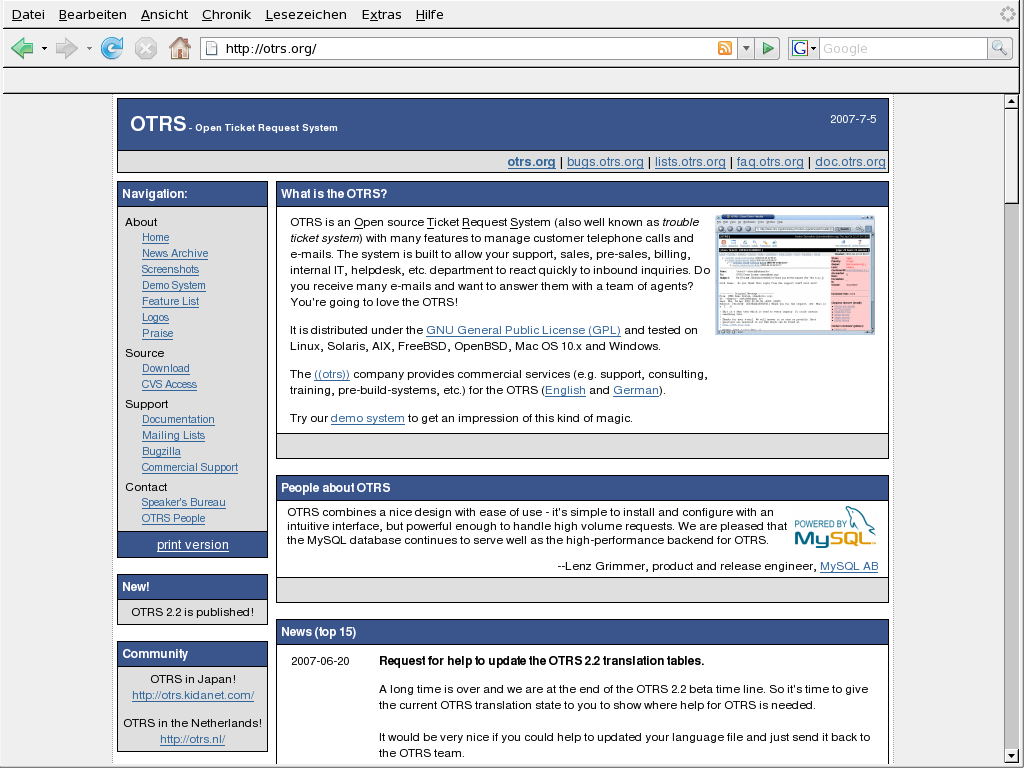 Datei Bearbeiten Ansicht Chronik Lesezeichen Extras Hilfe
http://otrs.org/
G Google
OTRS - Open Ticket Request System
2007-7-5
otrs.org | bugs.otrs.org | lists.otrs.org | faq.otrs.org | doc.otrs.org
Navigation:
About
Home
News Archive
Screenshots
Demo System
Feature List
Logos
Praise
Source
Download
CVS Access
Support
Documentation
Mailing Lists
Bugzilla
Commercial Support
Contact
Speaker's Bureau
OTRS People
print version
New!
OTRS 2.2 is published!
Community
OTRS in Japan!
http://otrs.kidanet.com/
OTRS in the Netherlands!
http://otrs.nl/
What is the OTRS?
OTRS is an Open source Ticket Request System (also well known as trouble
ticket system) with many features to manage customer telephone calls and
e-mails. The system is built to allow your support, sales, pre-sales, billing,
internal IT, helpdesk, etc. department to react quickly to inbound inquiries. Do
you receive many e-mails and want to answer them with a team of agents?
You're going to love the OTRS!
It is distributed under the GNU General Public License (GPL) and tested on
Linux, Solaris, AIX, FreeBSD, OpenBSD, Mac OS 10.x and Windows.
The ((otrs)) company provides commercial services (e.g. support, consulting,
training, pre-build-systems, etc.) for the OTRS (English and German).
Try our demo system to get an impression of this kind of magic.
People about OTRS
OTRS combines a nice design with ease of use - it's simple to install and configure with an
intuitive interface, but powerful enough to handle high volume requests. We are pleased that
the MySQL database continues to serve well as the high-performance backend for OTRS.
POWERED BY
MySQL
--Lenz Grimmer, product and release engineer, MySQL AB
News (top 15)
2007-06-20 Request for help to update the OTRS 2.2 translation tables.
A long time is over and we are at the end of the OTRS 2.2 beta time line. So it's time to give
the current OTRS translation state to you to show where help for OTRS is needed.
It would be very nice if you could help to updated your language file and just send it back to
the OTRS team.